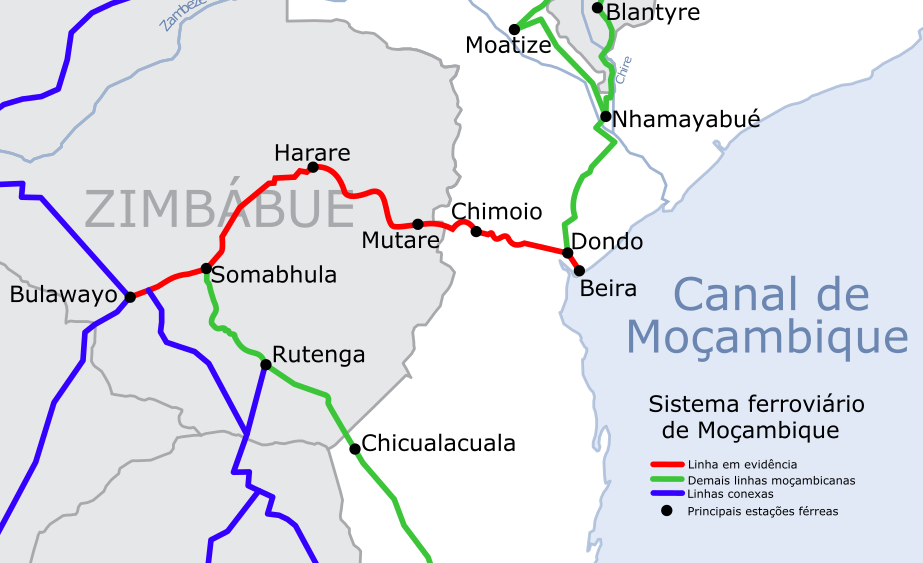 Zambeze
Blantyre
Moatize
Chire
Nhamayabué
Harare
ZIMBÁBUE
Chimoio
Mutare
Dondo
Somabhula
Beira
Bulawayo
Canal de
Moçambique
Rutenga
Sistema ferroviário
de Moçambique
Chicualacuala
Linha em evidência
Demais linhas moçambicanas
Linhas conexas
Principais estações férreas